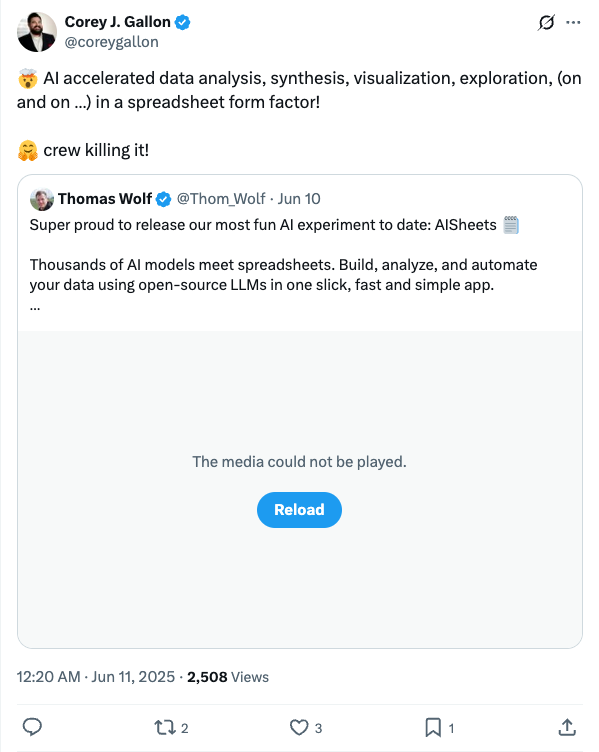 Corey J. Gallon
@coreygallon
🤯 AI accelerated data analysis, synthesis, visualization, exploration, (on
and on ...) in a spreadsheet form factor!
🤗 crew killing it!
Thomas Wolf @Thom_Wolf · Jun 10
Super proud to release our most fun AI experiment to date: AISheets 🗒️
Thousands of AI models meet spreadsheets. Build, analyze, and automate
your data using open-source LLMs in one slick, fast and simple app.
...
The media could not be played.
Reload
12:20 AM · Jun 11, 2025 · 2,508 Views
2 3 1